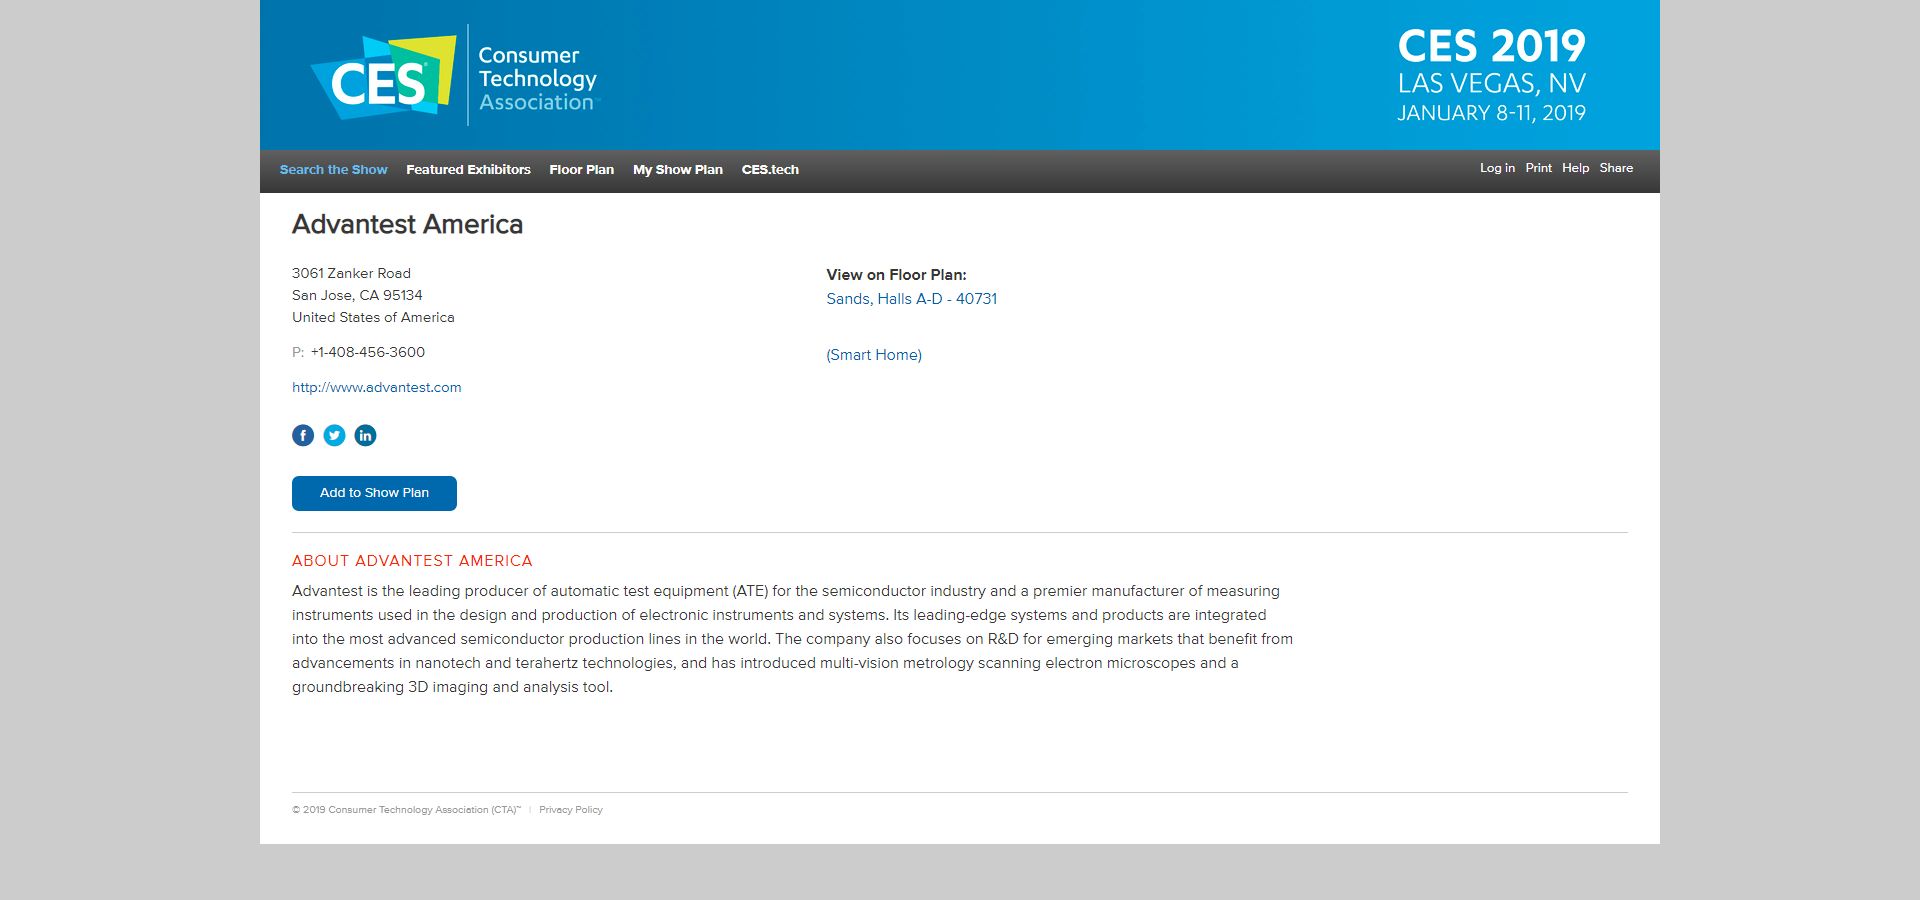 CES
Consumer
Technology
Association™
CES 2019
LAS VEGAS, NV
JANUARY 8-11, 2019
Search the Show Featured Exhibitors Floor Plan My Show Plan CES.tech
Log in Print Help Share
Advantest America
3061 Zanker Road
San Jose, CA 95134
United States of America
P: +1-408-456-3600
http://www.advantest.com
Add to Show Plan
View on Floor Plan:
Sands, Halls A-D - 40731
(Smart Home)
ABOUT ADVANTEST AMERICA
Advantest is the leading producer of automatic test equipment (ATE) for the semiconductor industry and a premier manufacturer of measuring
instruments used in the design and production of electronic instruments and systems. Its leading-edge systems and products are integrated
into the most advanced semiconductor production lines in the world. The company also focuses on R&D for emerging markets that benefit from
advancements in nanotech and terahertz technologies, and has introduced multi-vision metrology scanning electron microscopes and a
groundbreaking 3D imaging and analysis tool.
© 2019 Consumer Technology Association (CTA)™ | Privacy Policy